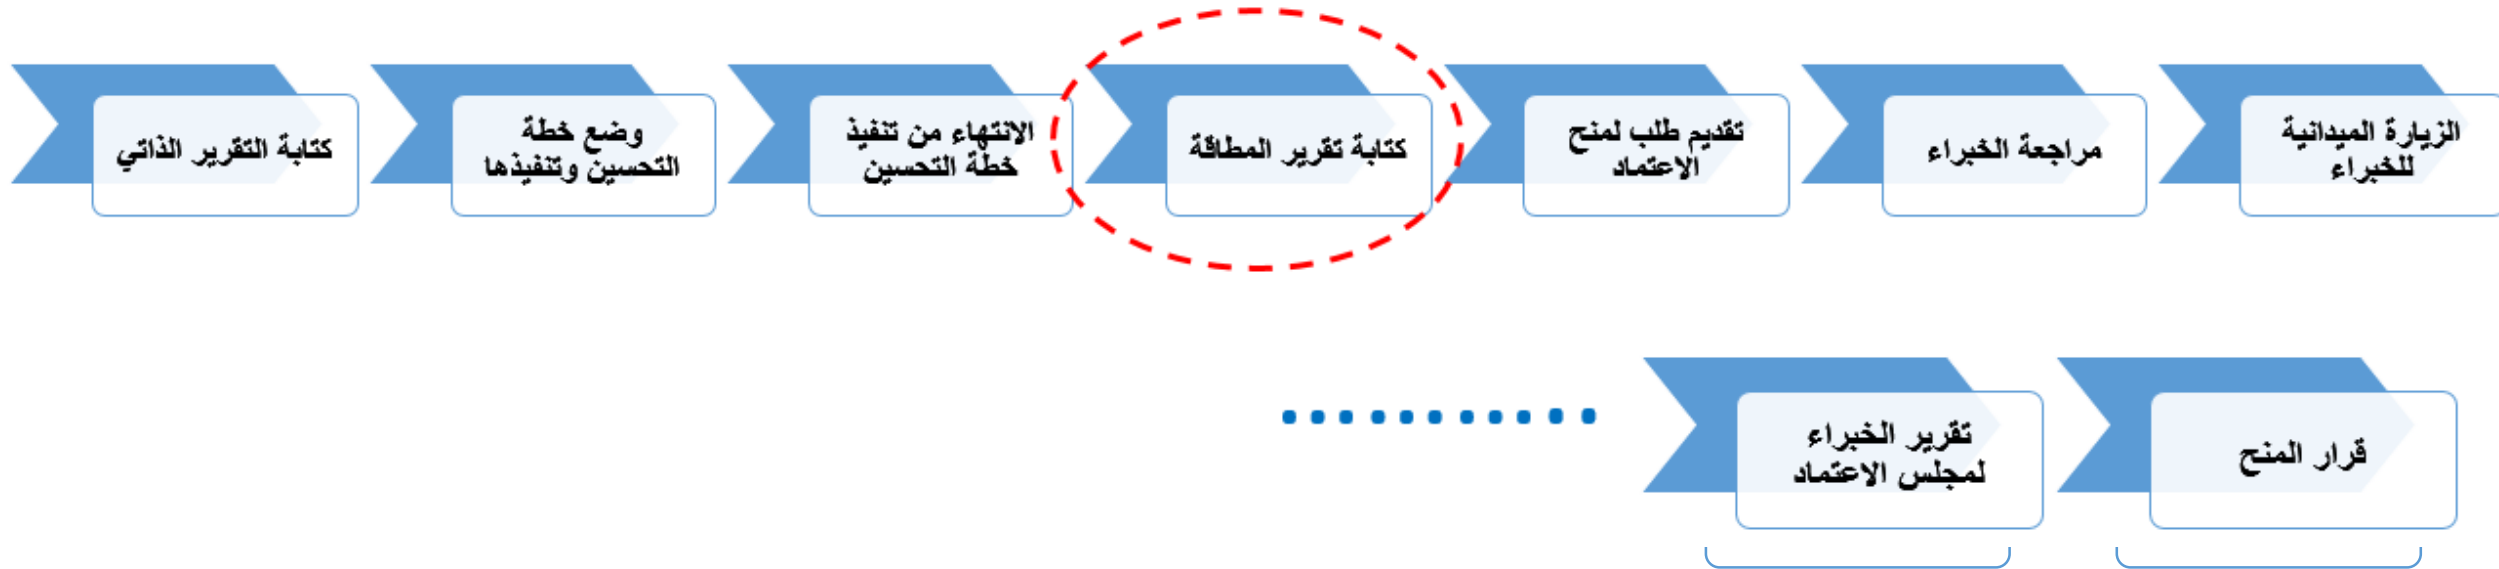 كتابة التقرير الذاتي
وضع خطة
التحسين وتنفيذها
الانتهاء من تنفيذ
خطة التحسين
كتابة تقرير المطاقة
تقديم طلب لمنح
الاعتماد
مراجعة الخبراء
الزيارة الميدانية
للخبراء
تقرير الخبراء
لمجلس الاعتماد
قرار المنح